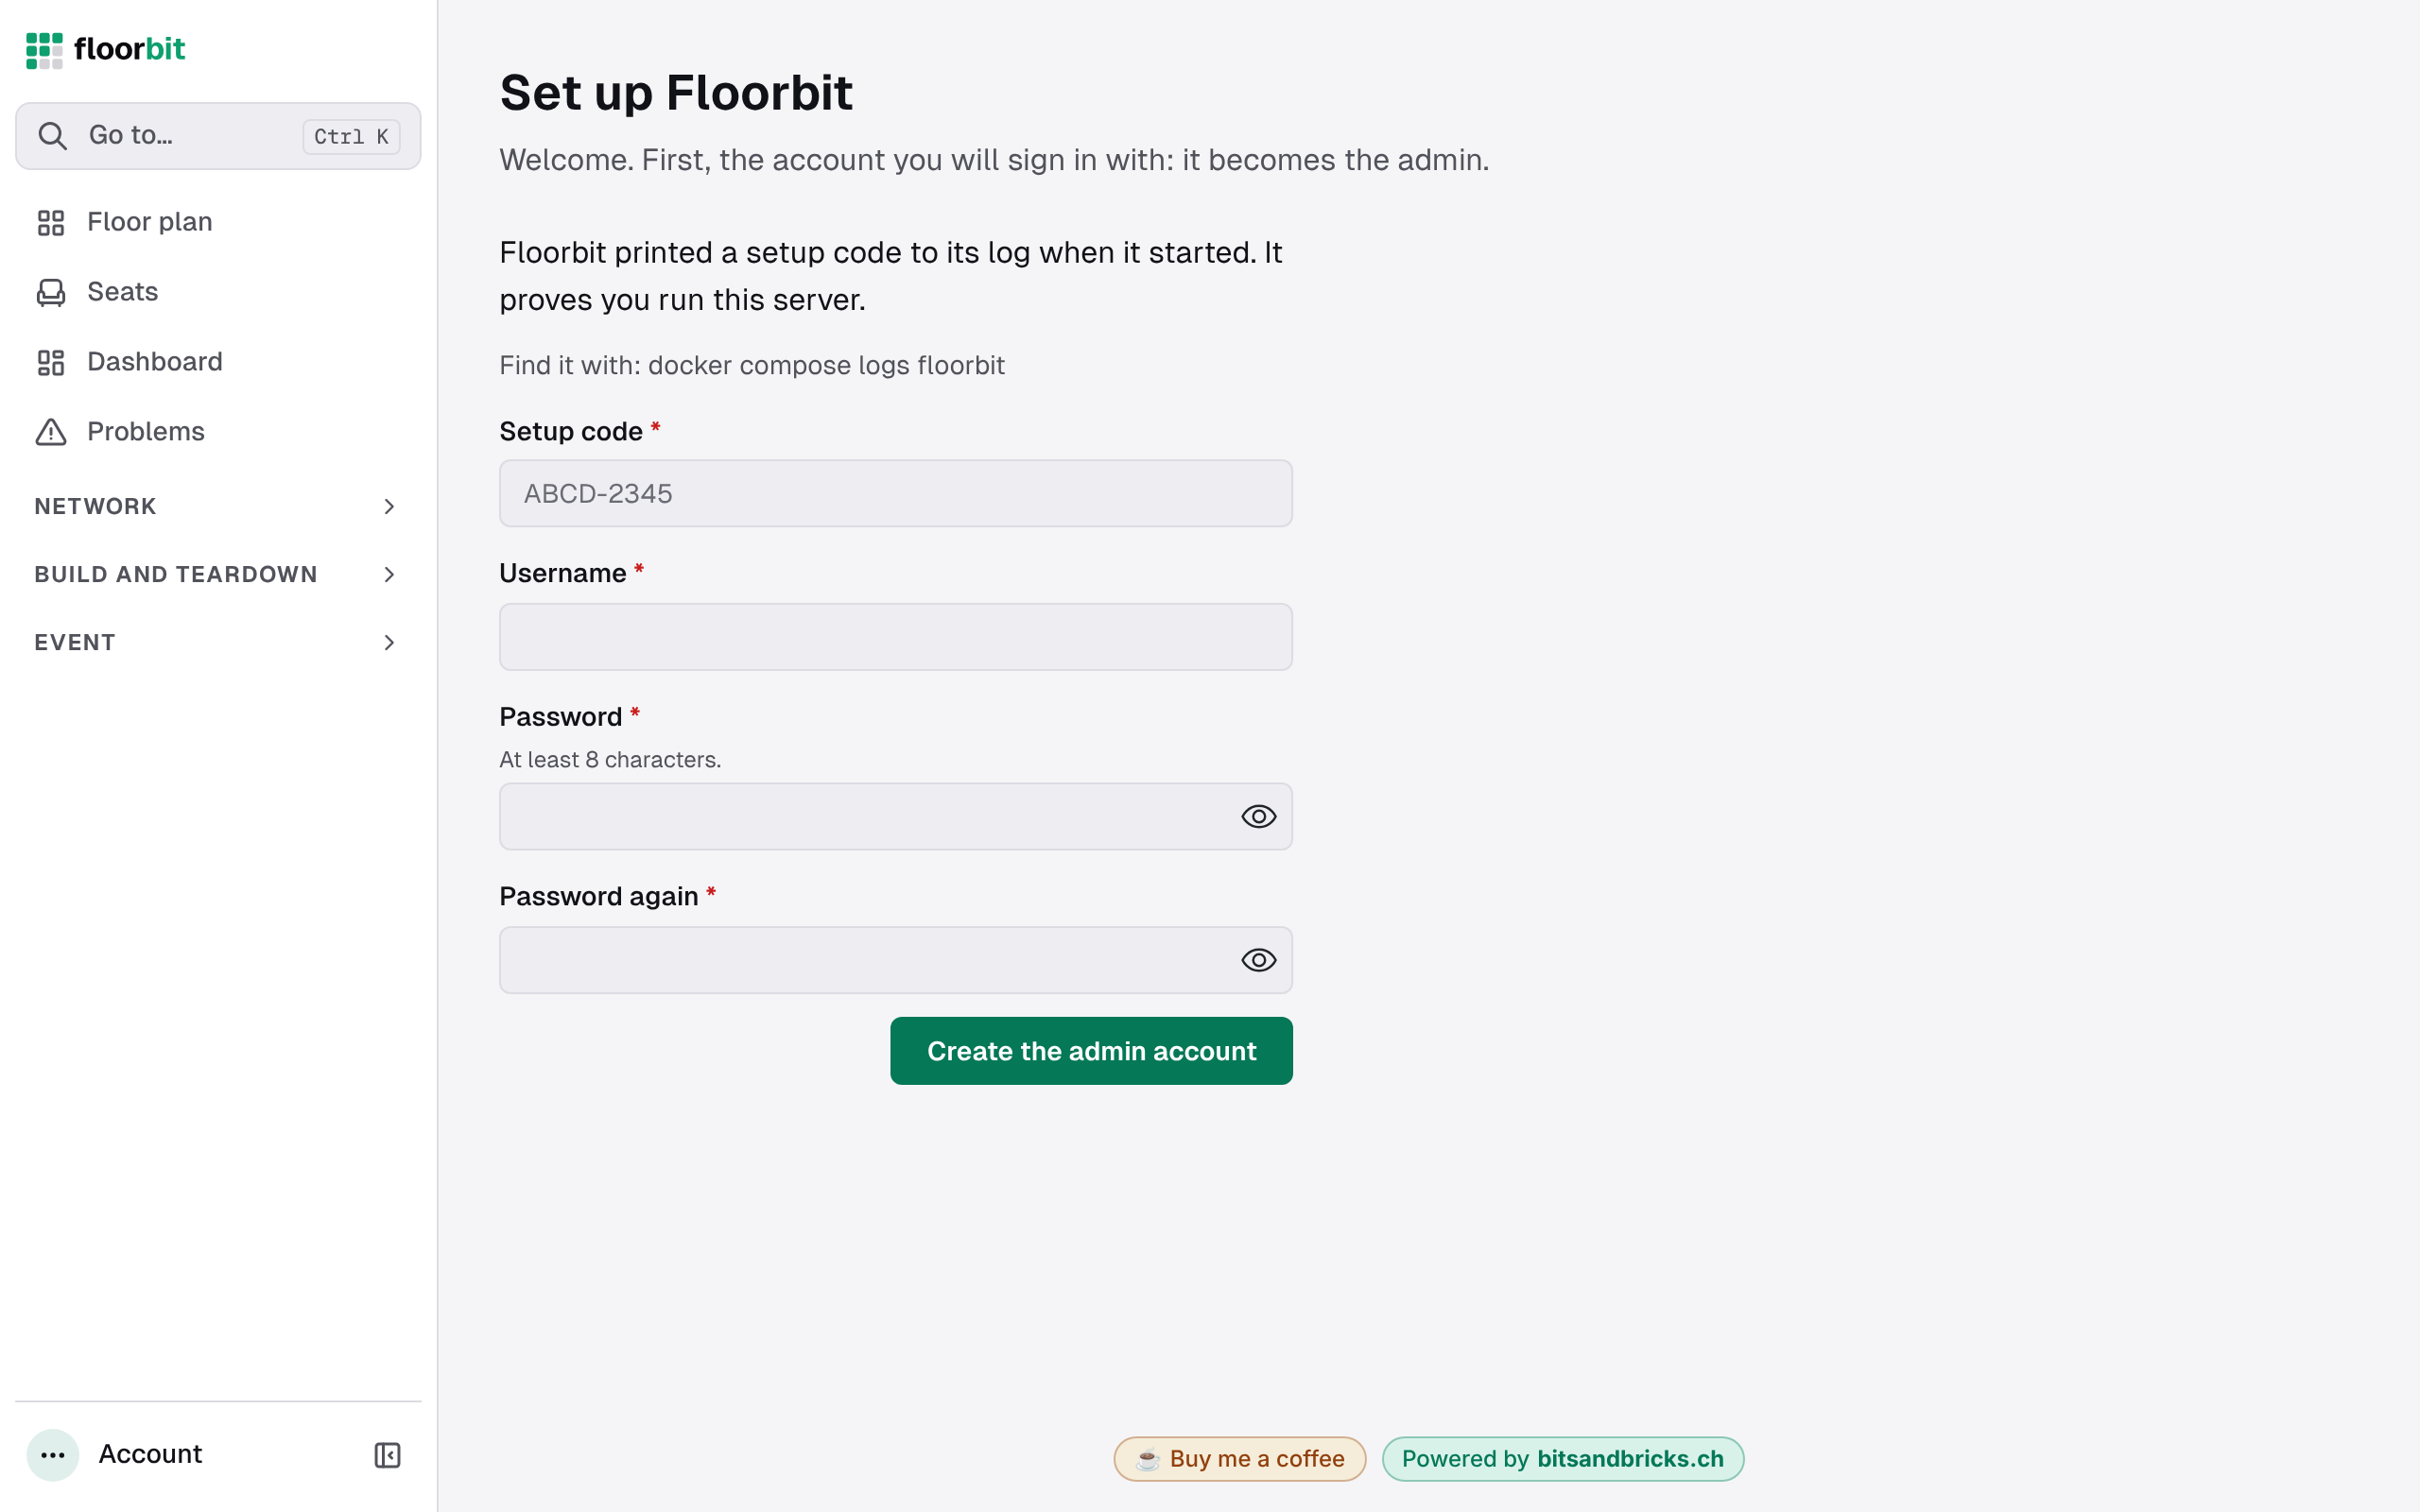 floorbit
Go to...
Ctrl K
Floor plan
Seats
Dashboard
Problems
NETWORK
BUILD AND TEARDOWN
EVENT
Account
Set up Floorbit
Welcome. First, the account you will sign in with: it becomes the admin.
Floorbit printed a setup code to its log when it started. It
proves you run this server.
Find it with: docker compose logs floorbit
Setup code *
ABCD-2345
Username *
Password *
At least 8 characters.
Password again *
Create the admin account
Buy me a coffee
Powered by bitsandbricks.ch